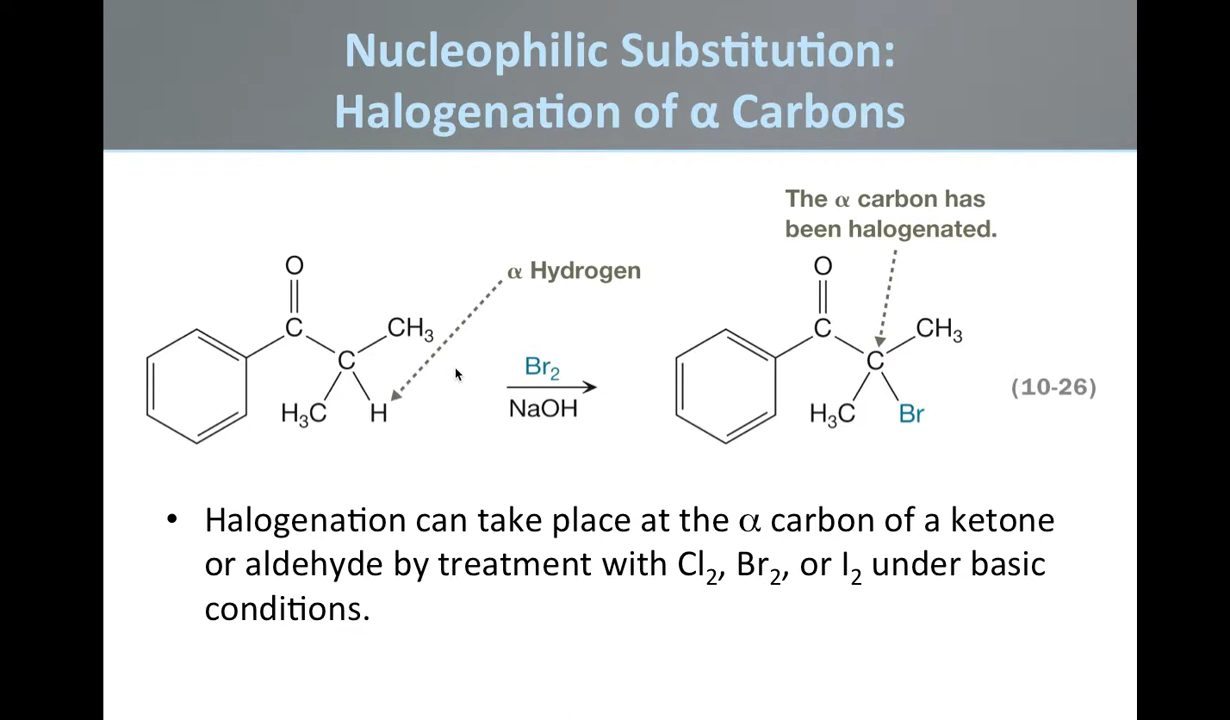 Nucleophilic Substitution:
Halogenation of α Carbons
The α carbon has
been halogenated.
O
α Hydrogen
O
C
CH₃
C
CH₃
C
Br₂
C
H₃C
H
NaOH
H₃C
Br
(10-26)
• Halogenation can take place at the α carbon of a ketone
or aldehyde by treatment with Cl₂, Br₂, or I₂ under basic
conditions.